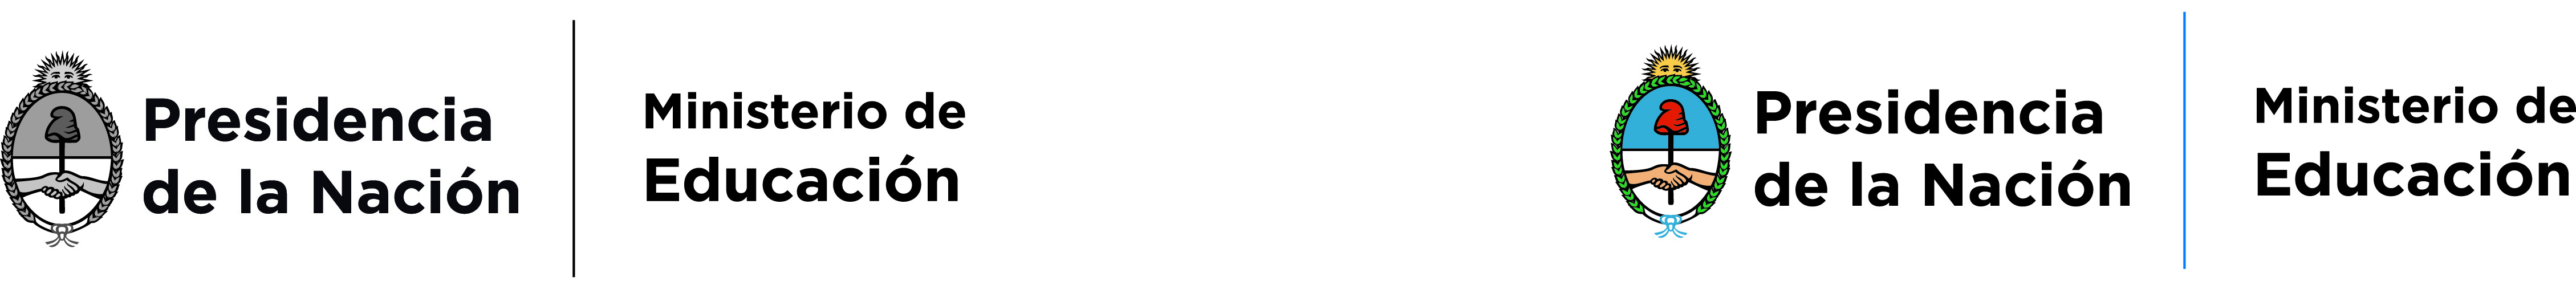 Presidencia
de la Nación
Ministerio de
Educación
Presidencia
de la Nación
Ministerio de
Educación